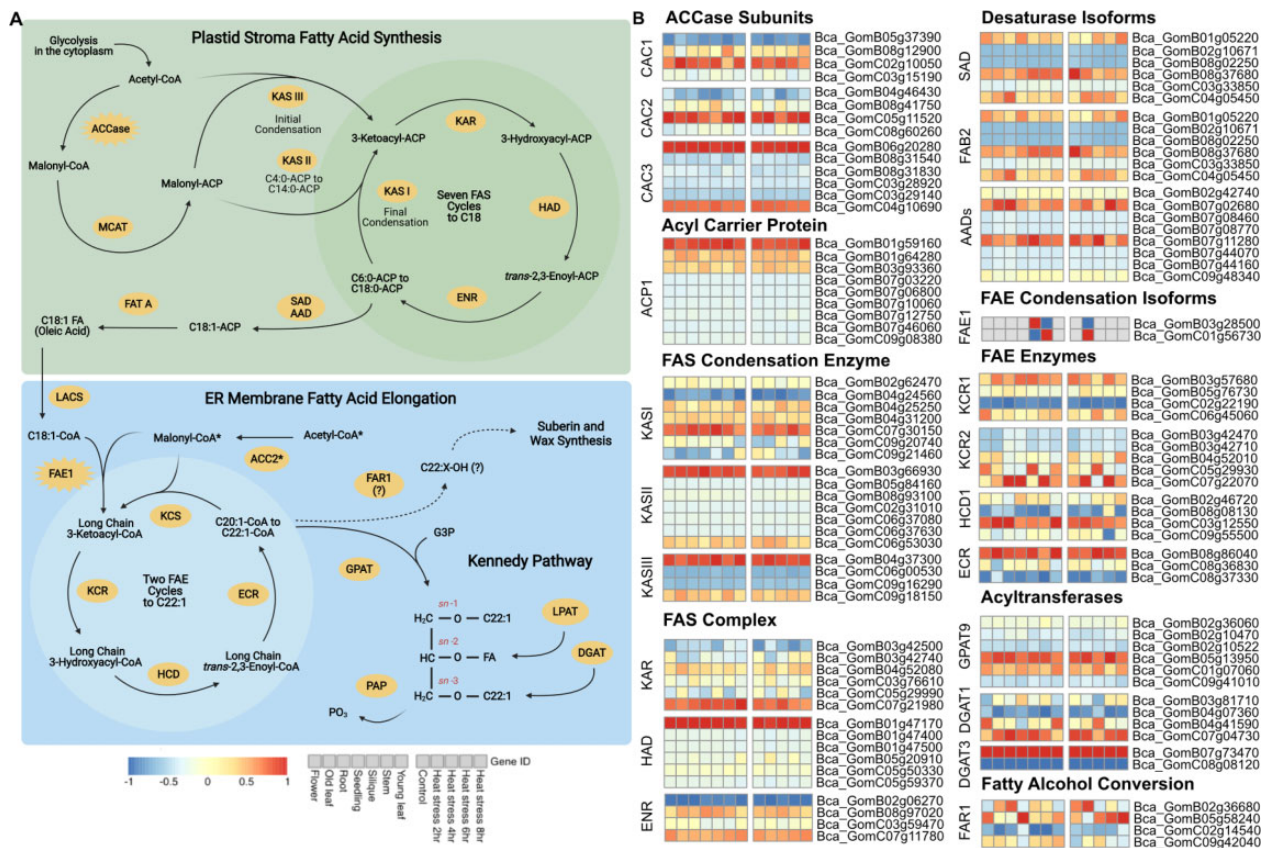 A
Plastid Stroma Fatty Acid Synthesis
Glycolysis
in the cytoplasm
Acetyl-CoA
ACCase
Malonyl-CoA
MCAT
Malonyl-ACP
KAS III
Initial
Condensation
KAS II
C4:0-ACP to
C14:0-ACP
3-Ketoacyl-ACP
KAR
3-Hydroxyacyl-ACP
KAS I
Final
Condensation
Seven FAS
Cycles
to C18
HAD
trans-2,3-Enoyl-ACP
ENR
C6:0-ACP to
C18:0-ACP
SAD
AAD
C18:1-ACP
FAT A
C18:1 FA
(Oleic Acid)
ER Membrane Fatty Acid Elongation
LACS
C18:1-CoA
Malonyl-CoA*
Acetyl-CoA*
ACC2*
FAE1
KCS
Long Chain
3-Ketoacyl-CoA
C20:1-CoA to
C22:1-CoA
KCR
Two FAE
Cycles
to C22:1
ECR
Long Chain
3-Hydroxyacyl-CoA
HCD
Long Chain
trans-2,3-Enoyl-CoA
FAR1
(?)
C22:X-OH (?)
Suberin and
Wax Synthesis
G3P
GPAT
Kennedy Pathway
sn-1
H₂C — O — C22:1
sn-2
HC — O — FA
sn-3
H₂C — O — C22:1
LPAT
DGAT
PAP
PO₃
-1
-0.5
0
0.5
1
Gene ID
Flower
Old leaf
Root
Seedling
Silique
Stem
Young leaf
Control
Heat stress 2hr
Heat stress 4hr
Heat stress 6hr
Heat stress 8hr
B
ACCase Subunits
CAC1
Bca_GomB05g37390
Bca_GomB08g12900
Bca_GomC02g10050
Bca_GomC03g15190
CAC2
Bca_GomB04g46430
Bca_GomB08g41750
Bca_GomC05g11520
Bca_GomC08g60260
CAC3
Bca_GomB06g20280
Bca_GomB08g31540
Bca_GomB08g31830
Bca_GomC03g28920
Bca_GomC03g29140
Bca_GomC04g10690
Acyl Carrier Protein
ACP1
Bca_GomB01g59160
Bca_GomB01g64280
Bca_GomB03g93360
Bca_GomB07g03220
Bca_GomB07g06800
Bca_GomB07g10060
Bca_GomB07g12750
Bca_GomB07g46060
Bca_GomC09g08380
FAS Condensation Enzyme
KASI
Bca_GomB02g62470
Bca_GomB04g24560
Bca_GomB04g25250
Bca_GomB04g31200
Bca_GomC07g30150
Bca_GomC09g20740
Bca_GomC09g21460
KASII
Bca_GomB03g66930
Bca_GomB05g84160
Bca_GomB08g93100
Bca_GomC02g31010
Bca_GomC06g37080
Bca_GomC06g37630
Bca_GomC06g53030
KASIII
Bca_GomB04g37300
Bca_GomC06g00530
Bca_GomC09g16290
Bca_GomC09g18150
FAS Complex
KAR
Bca_GomB03g42500
Bca_GomB03g42740
Bca_GomB04g52080
Bca_GomC03g76610
Bca_GomC05g29990
Bca_GomC07g21980
HAD
Bca_GomB01g47170
Bca_GomB01g47400
Bca_GomB01g47500
Bca_GomB05g20910
Bca_GomC05g50330
Bca_GomC05g59370
ENR
Bca_GomB02g06270
Bca_GomB08g97020
Bca_GomC03g59470
Bca_GomC07g11780
Desaturase Isoforms
SAD
Bca_GomB01g05220
Bca_GomB02g10671
Bca_GomB08g02250
Bca_GomB08g37680
Bca_GomC03g33850
Bca_GomC04g05450
FAB2
Bca_GomB01g05220
Bca_GomB02g10671
Bca_GomB08g02250
Bca_GomB08g37680
Bca_GomC03g33850
Bca_GomC04g05450
AADs
Bca_GomB02g42740
Bca_GomB07g02680
Bca_GomB07g08460
Bca_GomB07g08770
Bca_GomB07g11280
Bca_GomB07g44070
Bca_GomB07g44160
Bca_GomC09g48340
FAE Condensation Isoforms
FAE1
Bca_GomB03g28500
Bca_GomC01g56730
FAE Enzymes
KCR1
Bca_GomB03g57680
Bca_GomB05g76730
Bca_GomC02g22190
Bca_GomC06g45060
KCR2
Bca_GomB03g42470
Bca_GomB03g42710
Bca_GomB04g52010
Bca_GomC05g29930
Bca_GomC07g22070
HCD1
Bca_GomB02g46720
Bca_GomB08g08130
Bca_GomC03g12550
Bca_GomC09g55500
ECR
Bca_GomB08g86040
Bca_GomC08g36830
Bca_GomC08g37330
Acyltransferases
GPAT9
Bca_GomB02g36060
Bca_GomB02g10470
Bca_GomB02g10522
Bca_GomB05g13950
Bca_GomC01g07060
Bca_GomC09g41010
DGAT1
Bca_GomB03g81710
Bca_GomB04g07360
Bca_GomB04g41590
Bca_GomC07g04730
DGAT3
Bca_GomB07g73470
Bca_GomC08g08120
Fatty Alcohol Conversion
FAR1
Bca_GomB02g36680
Bca_GomB05g58240
Bca_GomC02g14540
Bca_GomC09g42040